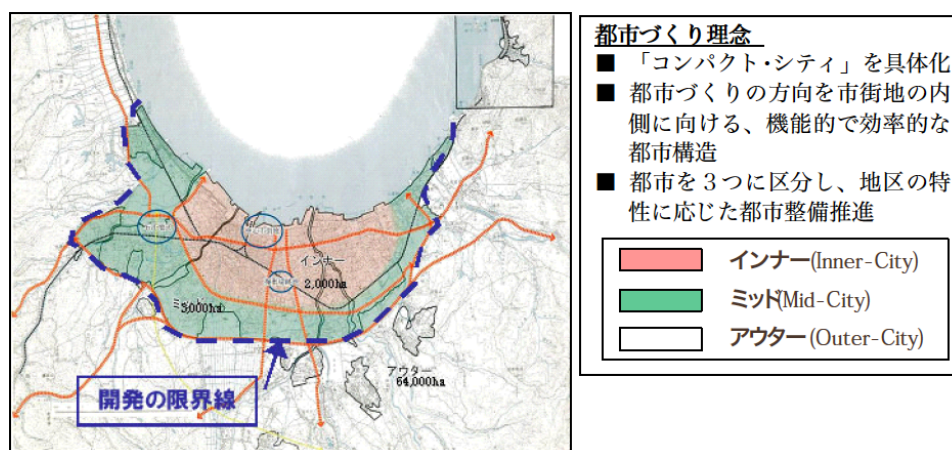 都市づくり理念
■ 「コンパクト・シティ」を具体化
■ 都市づくりの方向を市街地の内
側に向ける、機能的で効率的な
都市構造
■ 都市を３つに区分し、地区の特
性に応じた都市整備推進
インナー(Inner-City)
ミッド(Mid-City)
アウター(Outer-City)
インナー
2,000ha
ミッド
3,000ha
アウター
64,000ha
開発の限界線